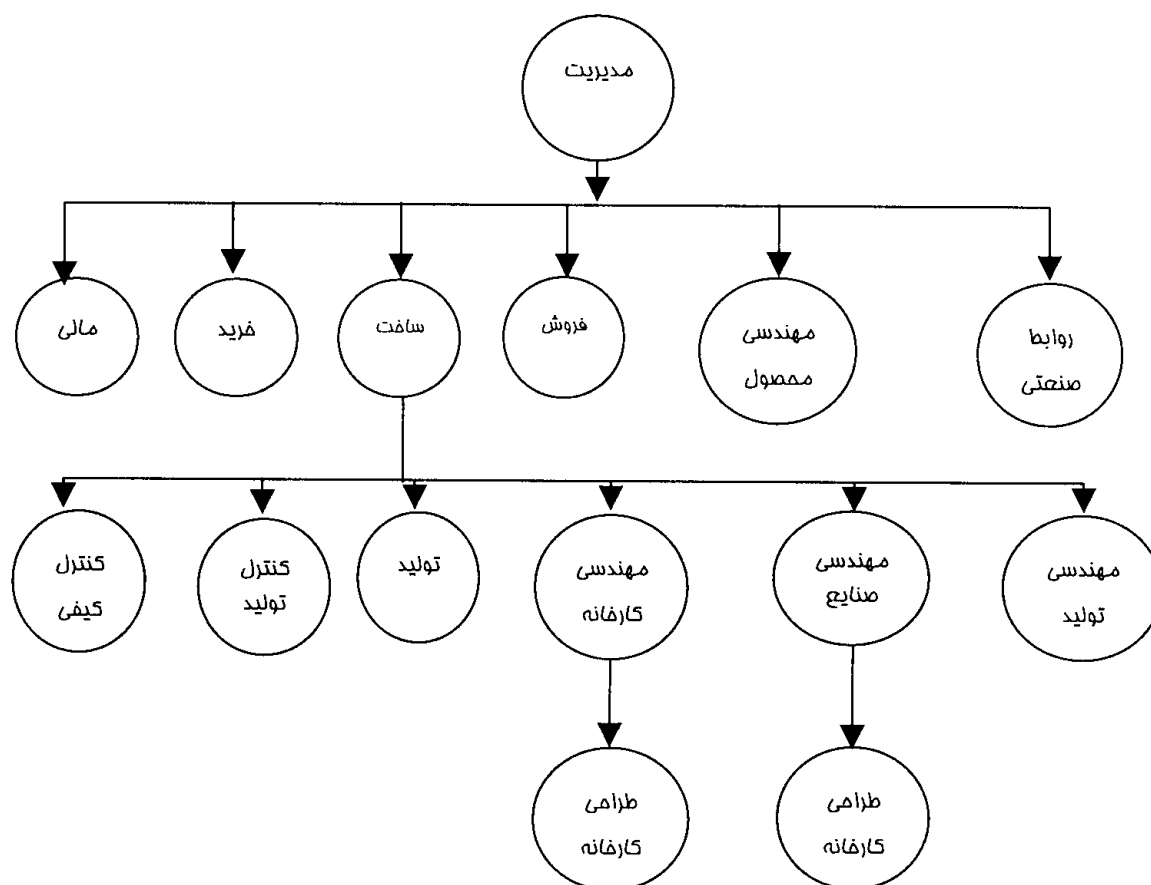 مدیریت
روابط
صنعتی
مهندسی
محصول
فروش
ساخت
خرید
مالی
مهندسی
تولید
مهندسی
صنایع
مهندسی
کارخانه
تولید
کنترل
تولید
کنترل
کیفی
طراحی
کارخانه
طراحی
کارخانه